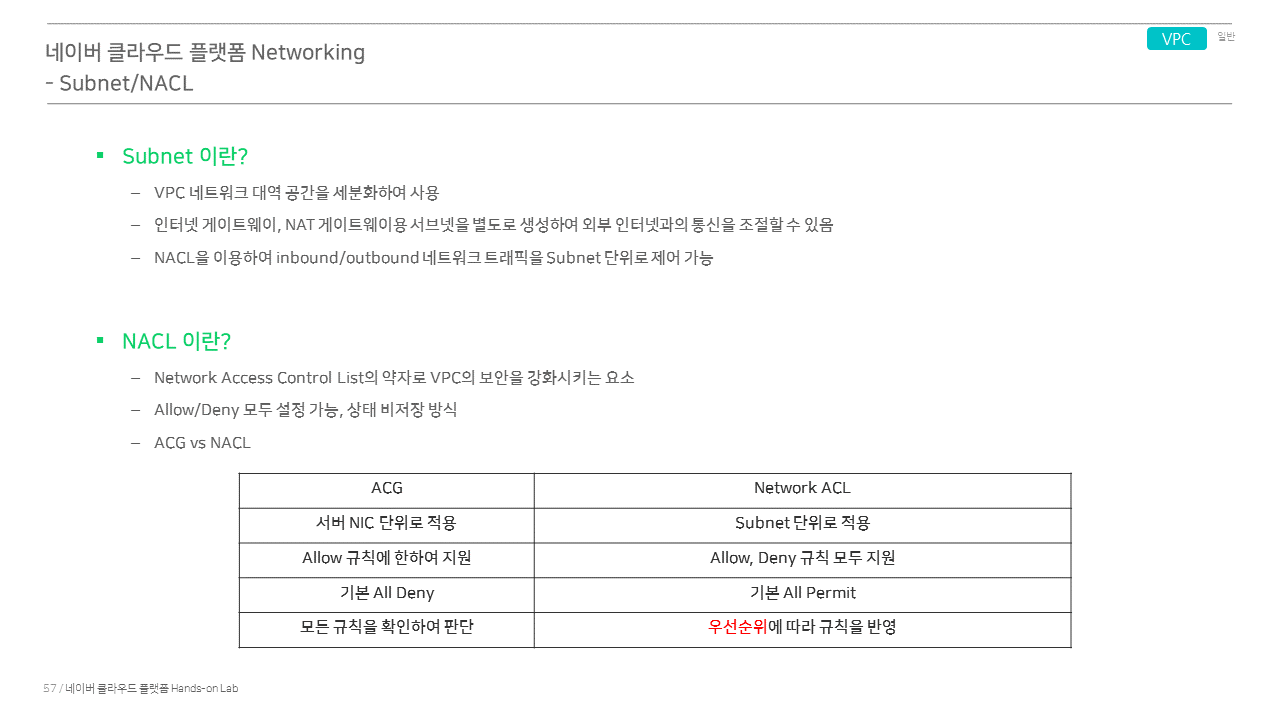 네이버 클라우드 플랫폼 Networking
- Subnet/NACL
VPC 일반
▪ Subnet 이란?
– VPC 네트워크 대역 공간을 세분화하여 사용
– 인터넷 게이트웨이, NAT 게이트웨이용 서브넷을 별도로 생성하여 외부 인터넷과의 통신을 조절할 수 있음
– NACL을 이용하여 inbound/outbound 네트워크 트래픽을 Subnet 단위로 제어 가능
▪ NACL 이란?
– Network Access Control List의 약자로 VPC의 보안을 강화시키는 요소
– Allow/Deny 모두 설정 가능, 상태 비저장 방식
– ACG vs NACL
ACG Network ACL
서버 NIC 단위로 적용 Subnet 단위로 적용
Allow 규칙에 한하여 지원 Allow, Deny 규칙 모두 지원
기본 All Deny 기본 All Permit
모든 규칙을 확인하여 판단 우선순위에 따라 규칙을 반영
57 / 네이버 클라우드 플랫폼 Hands-on Lab